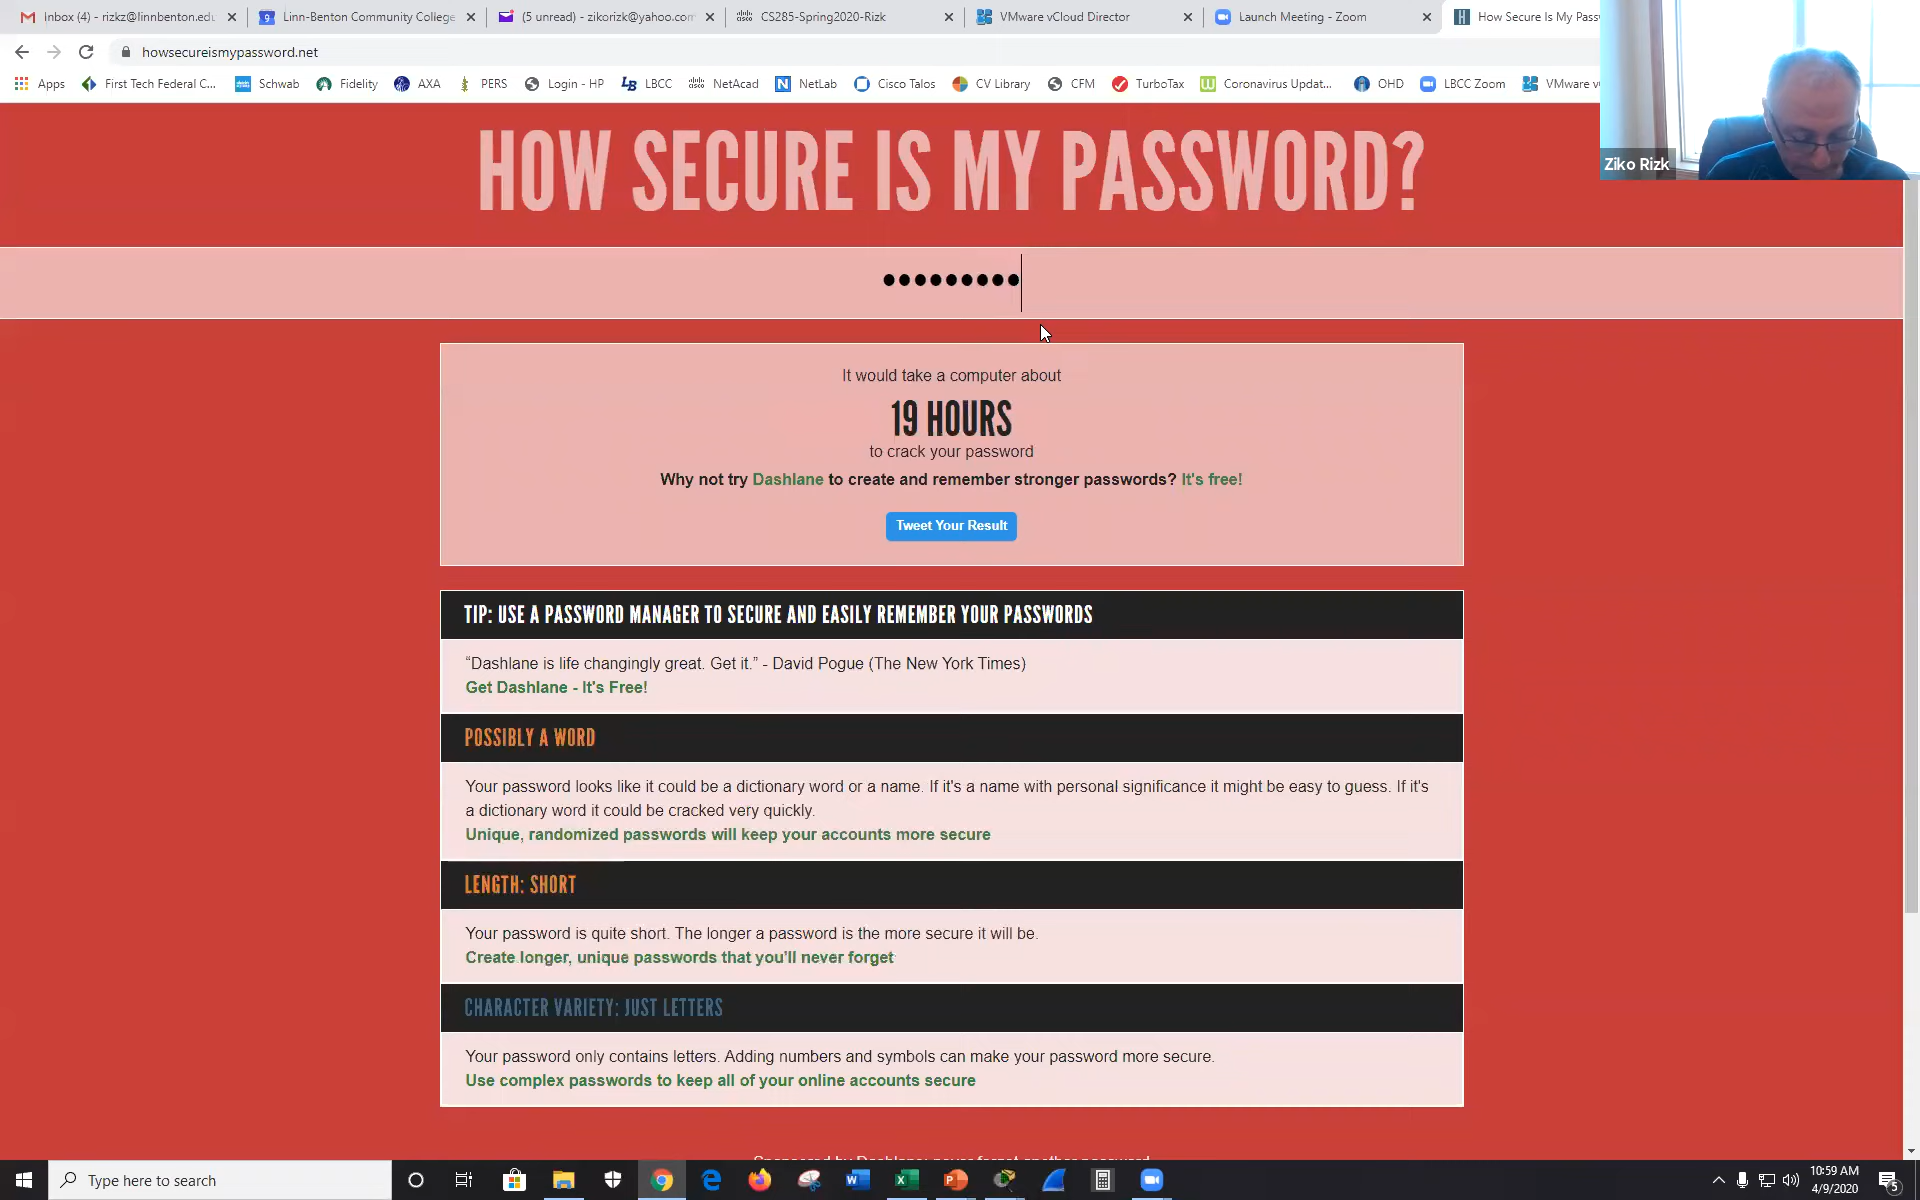 Inbox (4) - rizkz@linnbenton.edu
Linn-Benton Community College
(5 unread) - zikorizk@yahoo.com
CS285-Spring2020-Rizk
VMware vCloud Director
Launch Meeting - Zoom
How Secure Is My Pass
howsecureismypassword.net
Apps
First Tech Federal C...
Schwab
Fidelity
AXA
PERS
Login - HP
LBCC
NetAcad
NetLab
Cisco Talos
CV Library
CFM
TurboTax
Coronavirus Updat...
OHD
LBCC Zoom
VMware v
Ziko Rizk
HOW SECURE IS MY PASSWORD?
It would take a computer about
19 HOURS
to crack your password
Why not try Dashlane to create and remember stronger passwords? It's free!
Tweet Your Result
TIP: USE A PASSWORD MANAGER TO SECURE AND EASILY REMEMBER YOUR PASSWORDS
“Dashlane is life changingly great. Get it.” - David Pogue (The New York Times)
Get Dashlane - It's Free!
POSSIBLY A WORD
Your password looks like it could be a dictionary word or a name. If it's a name with personal significance it might be easy to guess. If it's
a dictionary word it could be cracked very quickly.
Unique, randomized passwords will keep your accounts more secure
LENGTH: SHORT
Your password is quite short. The longer a password is the more secure it will be.
Create longer, unique passwords that you'll never forget
CHARACTER VARIETY: JUST LETTERS
Your password only contains letters. Adding numbers and symbols can make your password more secure.
Use complex passwords to keep all of your online accounts secure
Type here to search
10:59 AM
4/9/2020
5